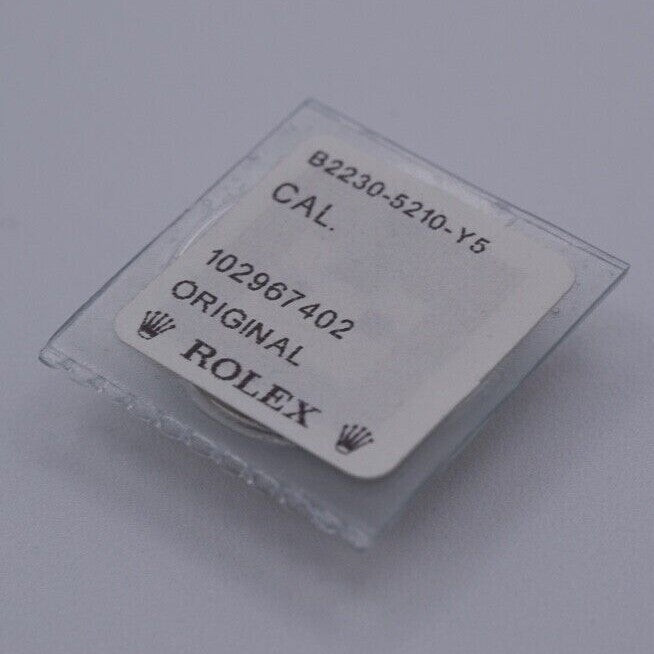 B2230-5210-Y5
CAL.
102967402
ORIGINAL
ROLEX